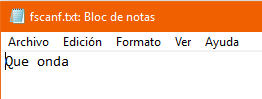 fscanf.txt: Bloc de notas
Archivo Edición Formato Ver Ayuda
Que onda